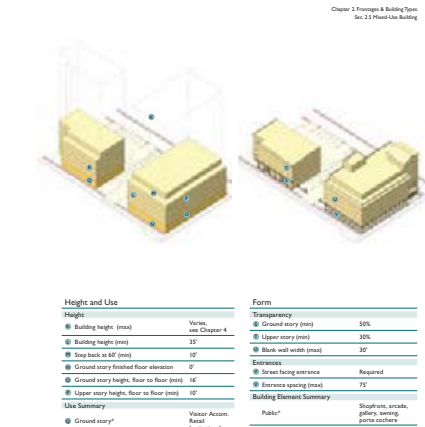 Chapter 2. Frontages & Building Types
Sec. 2.5 Mixed-Use Building
Height and Use
Height
Building height (max) Varies, see Chapter 4
Building height (min) 35'
Step back at 60' (min) 10'
Ground story finished floor elevation 0'
Ground story height, floor to floor (min) 16'
Upper story height, floor to floor (min) 10'
Use Summary
Ground story* Visitor Accom.
Retail
Form
Transparency
Ground story (min) 50%
Upper story (min) 30%
Blank wall width (max) 30'
Entrances
Street facing entrance Required
Entrance spacing (max) 75'
Building Element Summary
Public* Shopfront, arcade,
gallery, awning,
porte cochere